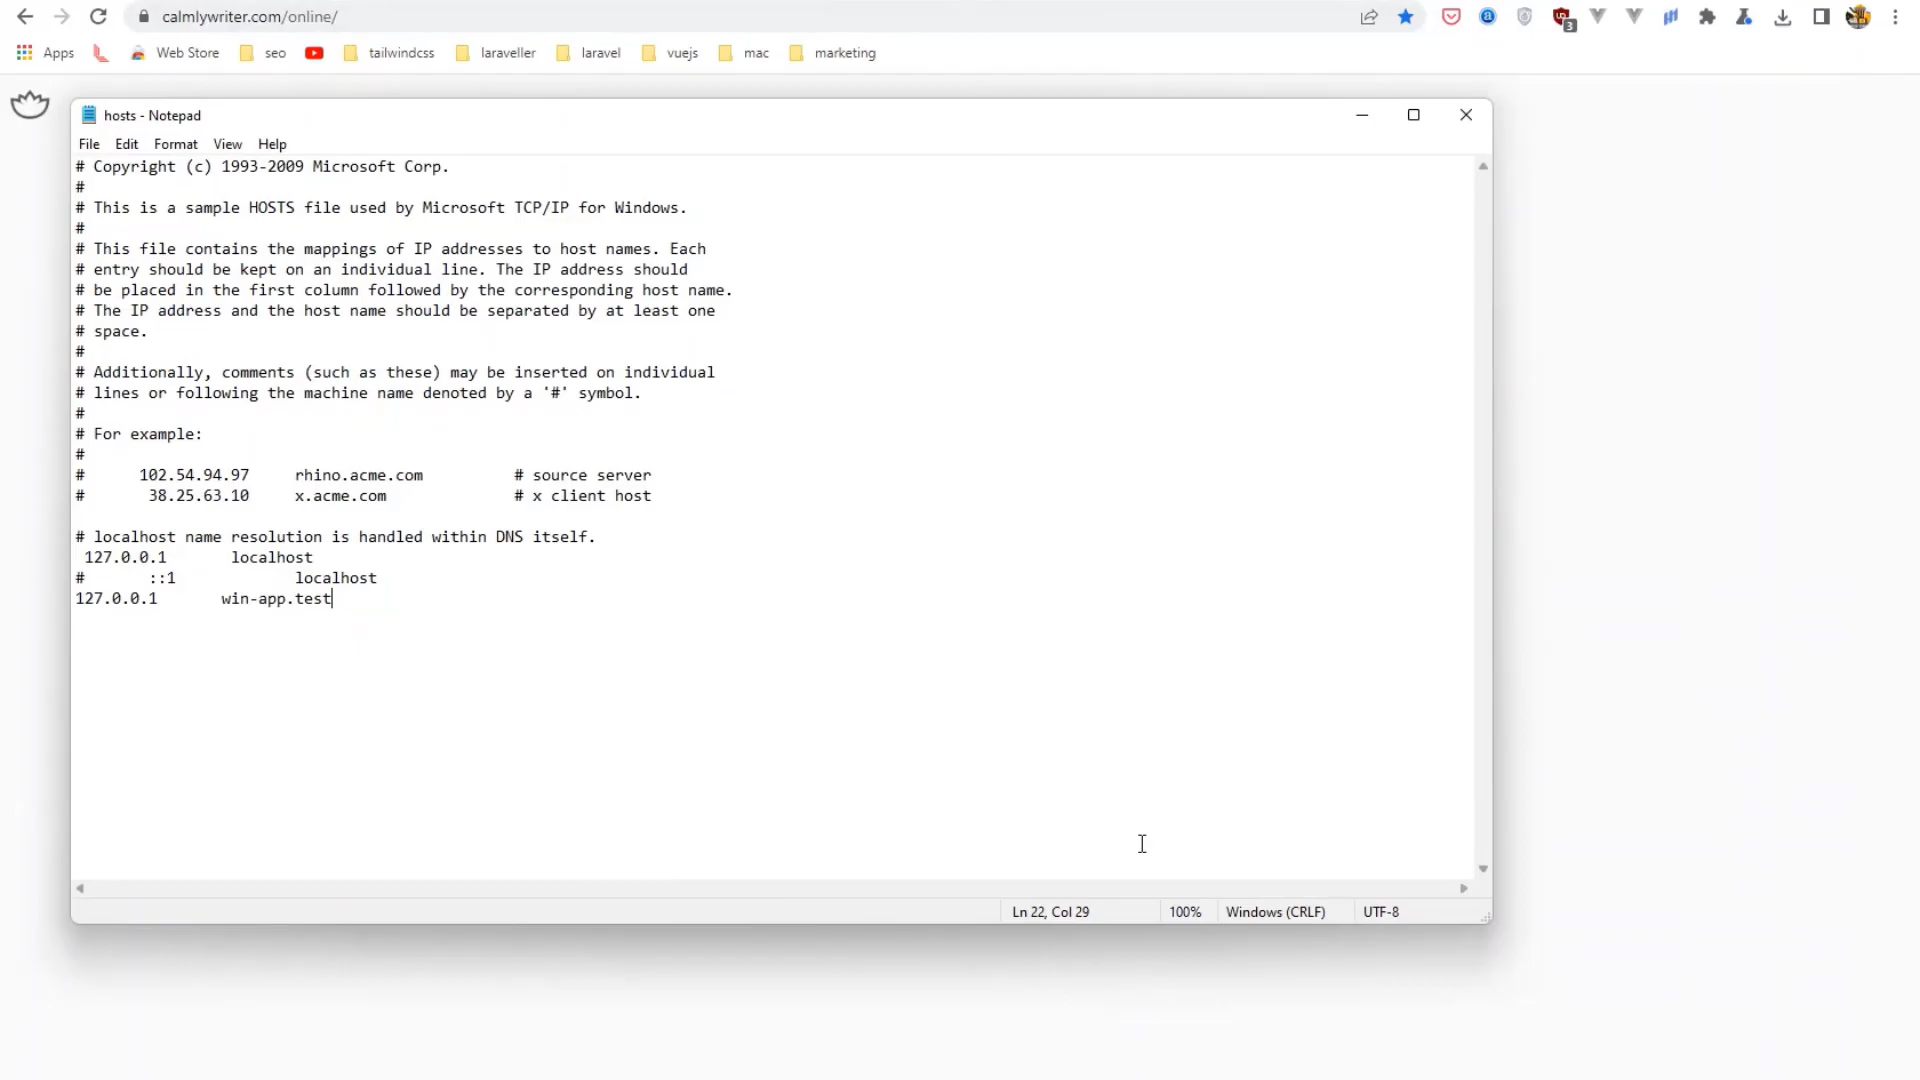 calmlywriter.com/online/
3
Apps
Web Store
seo
tailwindcss
laraveller
laravel
vuejs
mac
marketing
hosts - Notepad
File Edit Format View Help
# Copyright (c) 1993-2009 Microsoft Corp.
#
# This is a sample HOSTS file used by Microsoft TCP/IP for Windows.
#
# This file contains the mappings of IP addresses to host names. Each
# entry should be kept on an individual line. The IP address should
# be placed in the first column followed by the corresponding host name.
# The IP address and the host name should be separated by at least one
# space.
#
# Additionally, comments (such as these) may be inserted on individual
# lines or following the machine name denoted by a '#' symbol.
#
# For example:
#
#       102.54.94.97     rhino.acme.com          # source server
#        38.25.63.10     x.acme.com              # x client host

# localhost name resolution is handled within DNS itself.
 127.0.0.1       localhost
#       ::1             localhost
127.0.0.1       win-app.test
Ln 22, Col 29
100%
Windows (CRLF)
UTF-8